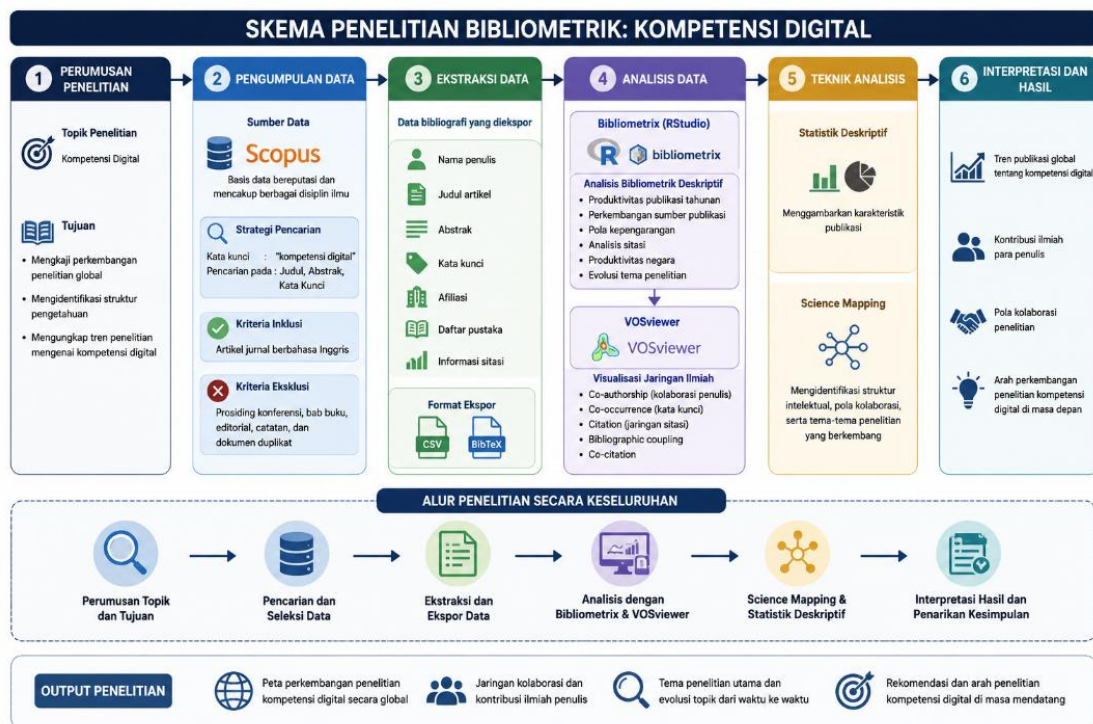 SKEMA PENELITIAN BIBLIOMETRIK: KOMPETENSI DIGITAL
1
PERUMUSAN
PENELITIAN
Topik Penelitian
Kompetensi Digital
Tujuan
• Mengkaji perkembangan
penelitian global
• Mengidentifikasi struktur
pengetahuan
• Mengungkap tren penelitian
mengenai kompetensi digital
2
PENGUMPULAN DATA
Sumber Data
Scopus
Basis data bereputasi dan
mencakup berbagai disiplin ilmu
Strategi Pencarian
Kata kunci : "kompetensi digital"
Pencarian pada : Judul, Abstrak,
Kata Kunci
Kriteria Inklusi
Artikel jurnal berbahasa Inggris
Kriteria Eksklusi
Prosiding konferensi, bab buku,
editorial, catatan, dan
dokumen duplikat
3
EKSTRAKSI DATA
Data bibliografi yang diekspor
Nama penulis
Judul artikel
Abstrak
Kata kunci
Afiliasi
Daftar pustaka
Informasi sitasi
Format Ekspor
CSV
BibTeX
4
ANALISIS DATA
Bibliometrix (RStudio)
R
bibliometrix
Analisis Bibliometrik Deskriptif
• Produktivitas publikasi tahunan
• Perkembangan sumber publikasi
• Pola kepengarangan
• Analisis sitasi
• Produktivitas negara
• Evolusi tema penelitian
VOSviewer
VOSviewer
Visualisasi Jaringan Ilmiah
• Co-authorship (kolaborasi penulis)
• Co-occurrence (kata kunci)
• Citation (jaringan sitasi)
• Bibliographic coupling
• Co-citation
5
TEKNIK ANALISIS
Statistik Deskriptif
Menggambarkan karakteristik
publikasi
Science Mapping
Mengidentifikasi struktur
intelektual, pola kolaborasi,
serta tema-tema penelitian
yang berkembang
6
INTERPRETASI DAN
HASIL
Tren publikasi global
tentang kompetensi digital
Kontribusi ilmiah
para penulis
Pola kolaborasi
penelitian
Arah perkembangan
penelitian kompetensi
digital di masa depan
ALUR PENELITIAN SECARA KESELURUHAN
Perumusan Topik
dan Tujuan
Pencarian dan
Seleksi Data
Ekstraksi dan
Ekspor Data
Analisis dengan
Bibliometrix & VOSviewer
Science Mapping &
Statistik Deskriptif
Interpretasi Hasil dan
Penarikan Kesimpulan
OUTPUT PENELITIAN
Peta perkembangan penelitian
kompetensi digital secara global
Jaringan kolaborasi dan
kontribusi ilmiah penulis
Tema penelitian utama dan
evolusi topik dari waktu ke waktu
Rekomendasi dan arah penelitian
kompetensi digital di masa mendatang